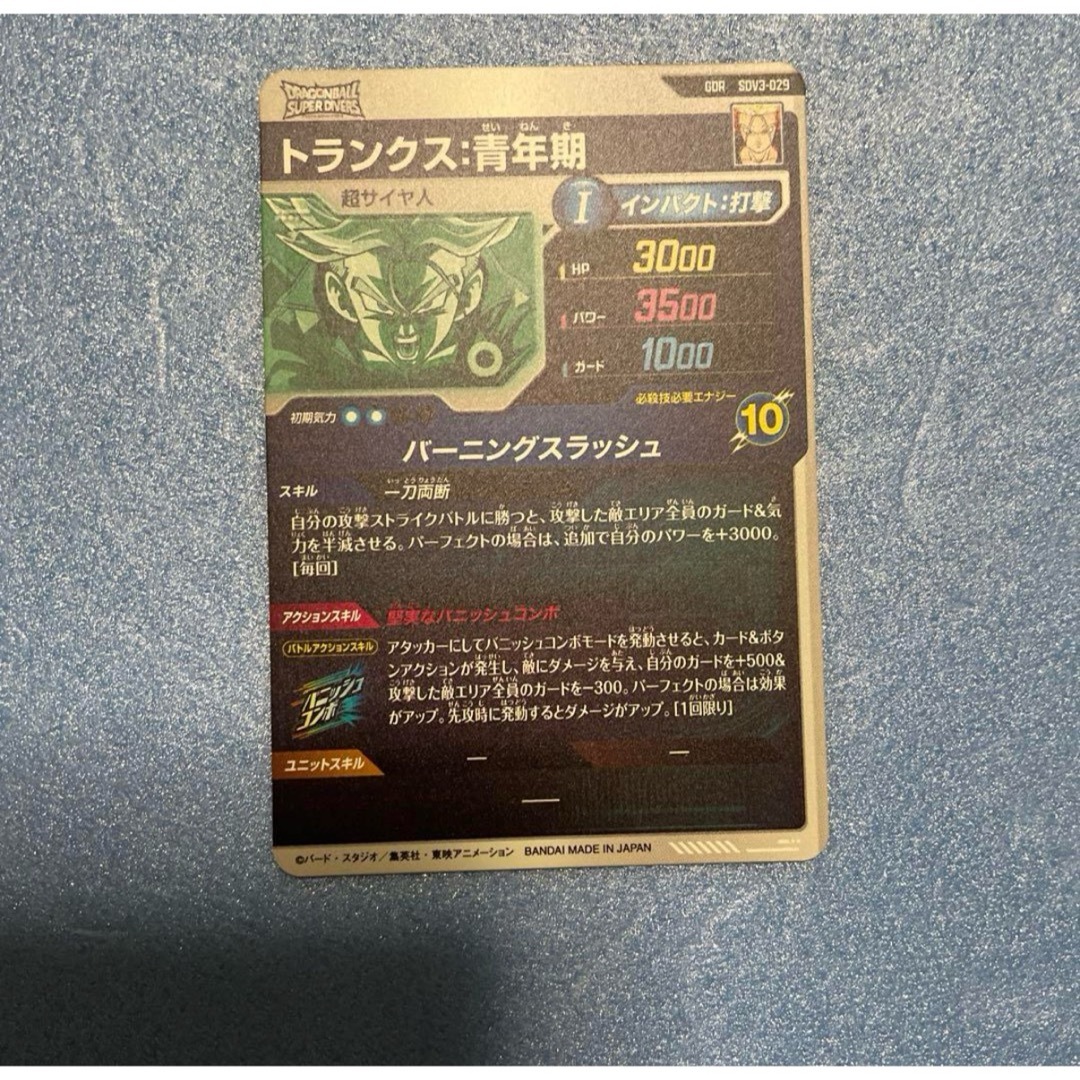 DRAGONBALL
SUPER DIVERS
GDR SDV3-029
せい ねん き
トランクス:青年期
超サイヤ人
I インパクト:打撃
HP 3000
パワー 3500
ガード 1000
初期気力
必殺技必要エナジー 10
バーニングスラッシュ
スキル
いっ とう りょう だん
一刀両断
自分の攻撃ストライクバトルに勝つと、攻撃した敵エリア全員のガード&気
力を半減させる。パーフェクトの場合は、追加で自分のパワーを+3000。
[毎回]
アクションスキル 堅実なバニッシュコンボ
バトルアクションスキル
バニッシュ
コンボ
アタッカーにしてバニッシュコンボモードを発動させると、カード&ボタ
ンアクションが発生し、敵にダメージを与え、自分のガードを+500&
攻撃した敵エリア全員のガードを-300。パーフェクトの場合は効果
がアップ。先攻時に発動するとダメージがアップ。[1回限り]
ユニットスキル — —
—
©バード・スタジオ/集英社・東映アニメーション BANDAI MADE IN JAPAN